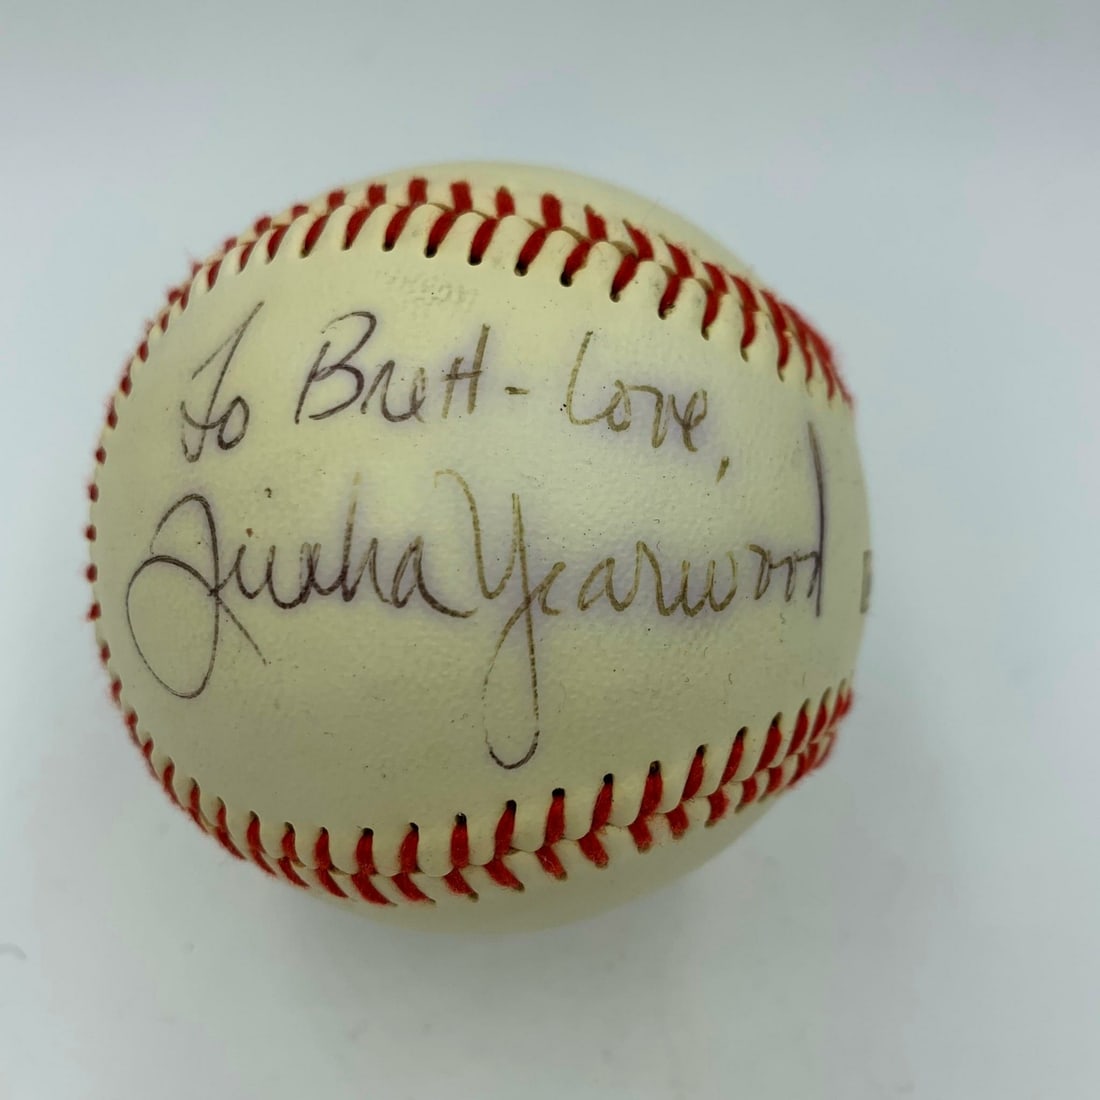 To Brett - Love,
Trisha Yearwood